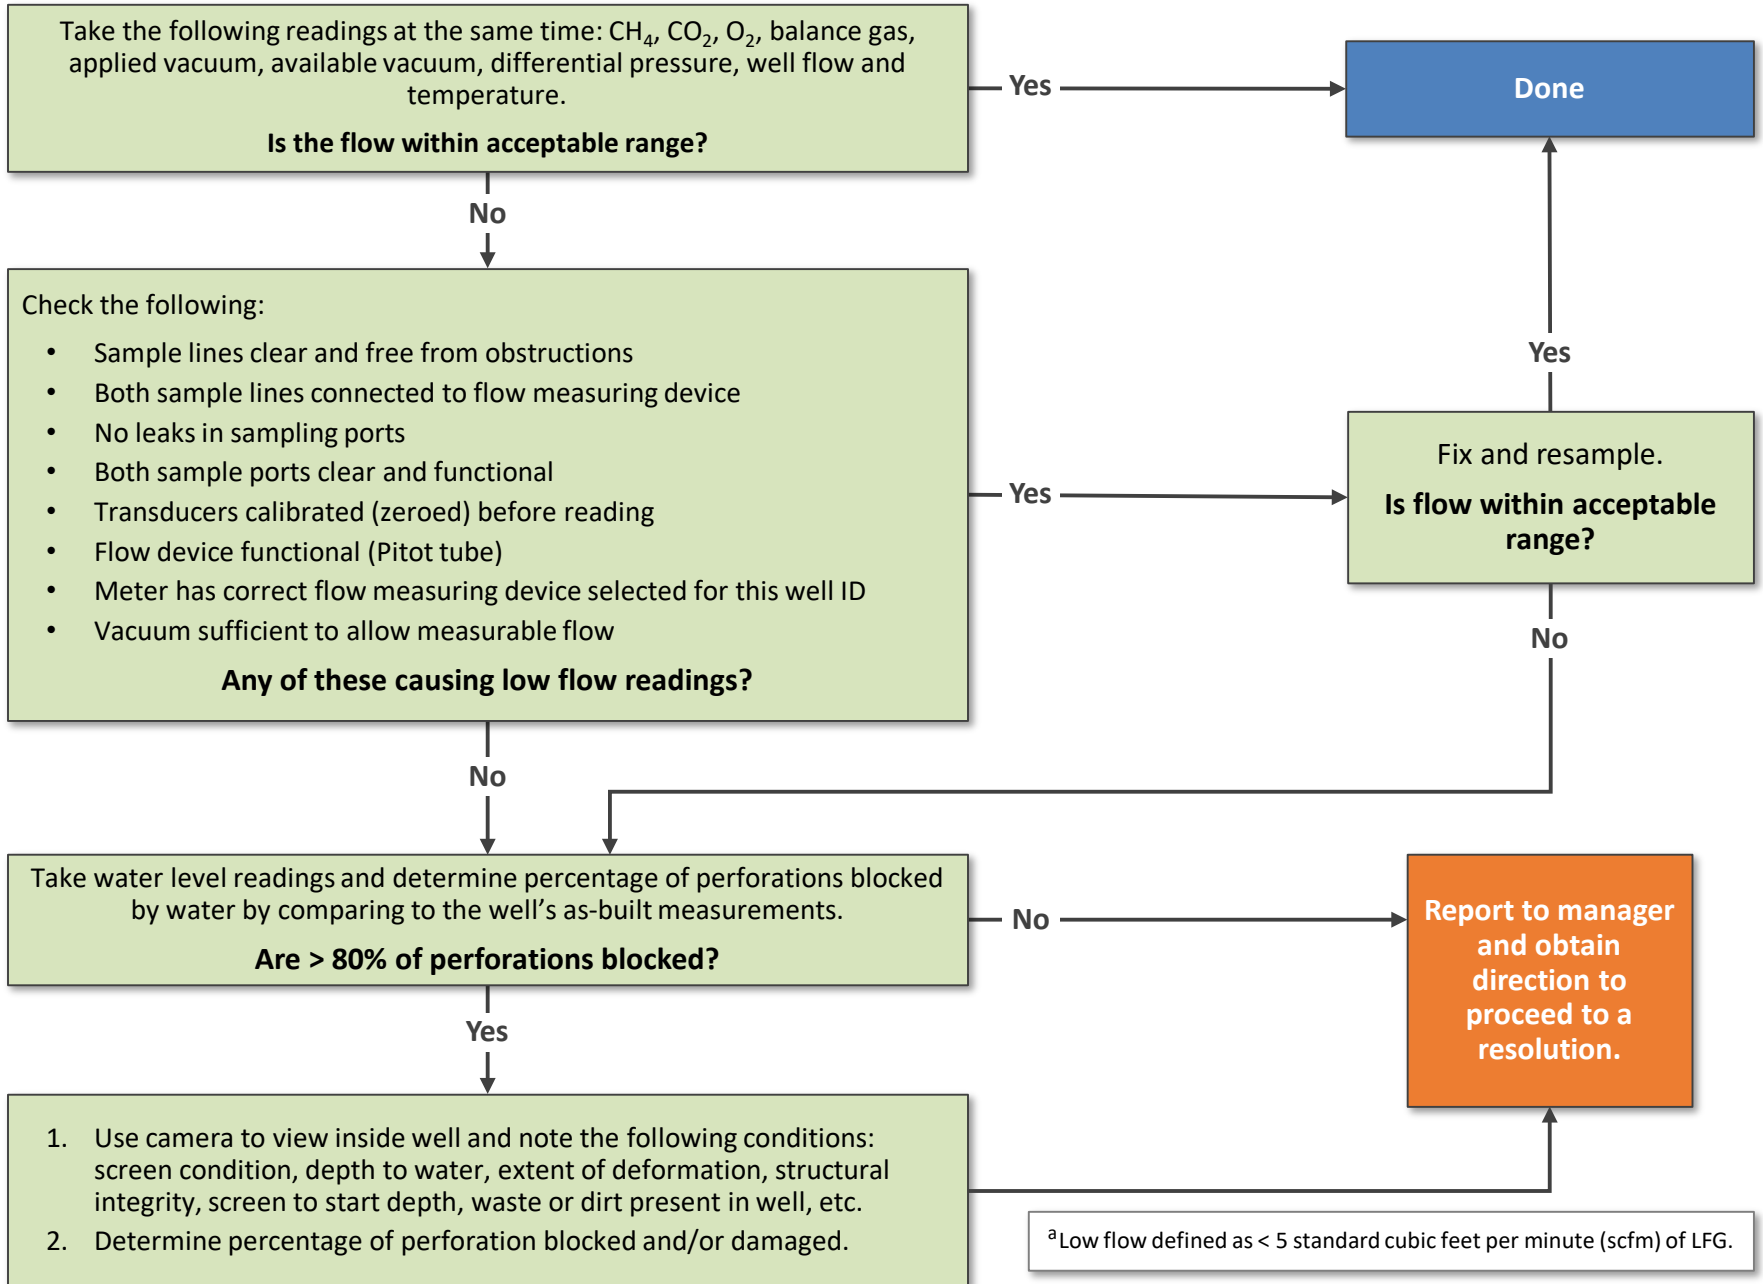 Take the following readings at the same time: CH₄, CO₂, O₂, balance gas,
applied vacuum, available vacuum, differential pressure, well flow and
temperature.
Is the flow within acceptable range?
Yes
Done
No
Check the following:
• Sample lines clear and free from obstructions
• Both sample lines connected to flow measuring device
• No leaks in sampling ports
• Both sample ports clear and functional
• Transducers calibrated (zeroed) before reading
• Flow device functional (Pitot tube)
• Meter has correct flow measuring device selected for this well ID
• Vacuum sufficient to allow measurable flow
Any of these causing low flow readings?
Yes
Fix and resample.
Is flow within acceptable
range?
Yes
No
No
Take water level readings and determine percentage of perforations blocked
by water by comparing to the well's as-built measurements.
Are > 80% of perforations blocked?
No
Report to manager
and obtain
direction to
proceed to a
resolution.
Yes
1. Use camera to view inside well and note the following conditions:
screen condition, depth to water, extent of deformation, structural
integrity, screen to start depth, waste or dirt present in well, etc.
2. Determine percentage of perforation blocked and/or damaged.
ᵃ Low flow defined as < 5 standard cubic feet per minute (scfm) of LFG.